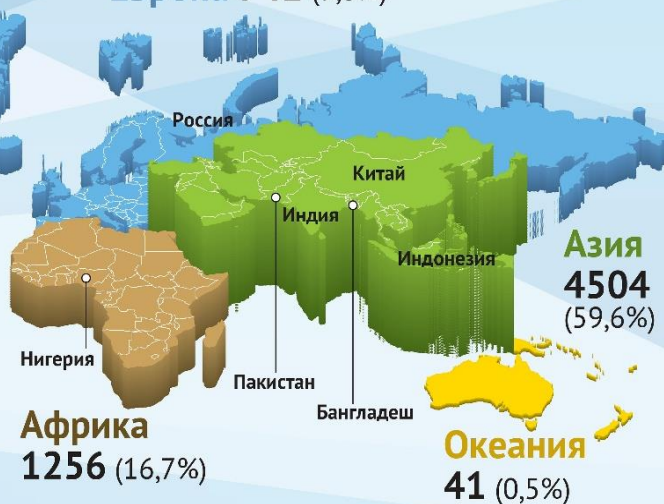 Россия
Китай
Индия
Индонезия
Азия
4504
(59,6%)
Нигерия
Пакистан
Бангладеш
Африка
1256 (16,7%)
Океания
41 (0,5%)